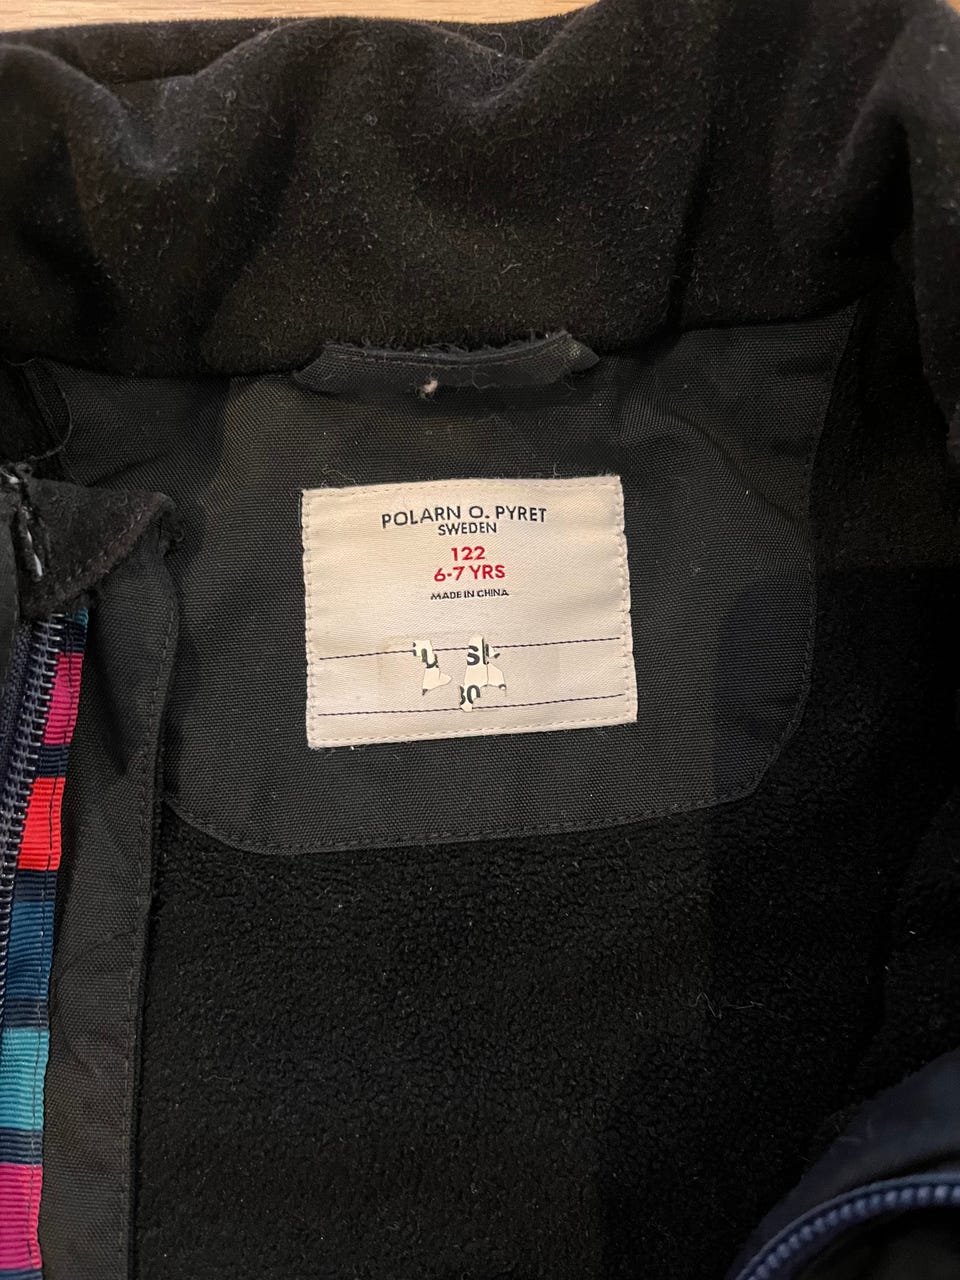 POLARN O. PYRET
SWEDEN
122
6-7 YRS
MADE IN CHINA